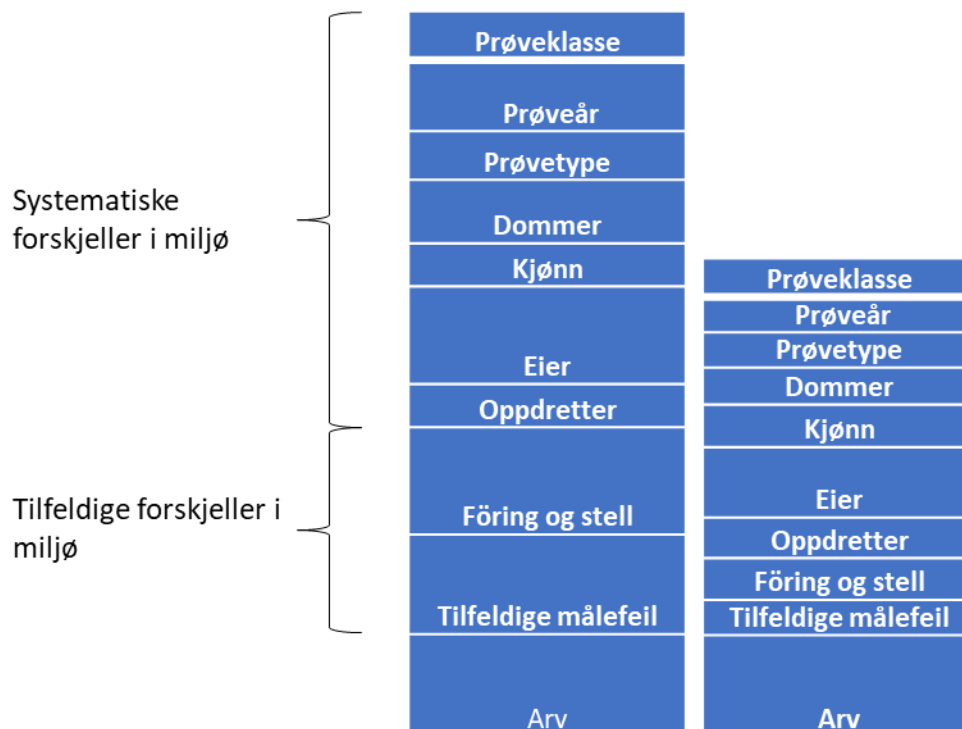 Systematiske
forskjeller i miljø
Tilfeldige forskjeller i
miljø
Prøveklasse
Prøveår
Prøvetype
Dommer
Kjønn
Eier
Oppdretter
Föring og stell
Tilfeldige målefeil
Arv
Prøveklasse
Prøveår
Prøvetype
Dommer
Kjønn
Eier
Oppdretter
Föring og stell
Tilfeldige målefeil
Arv